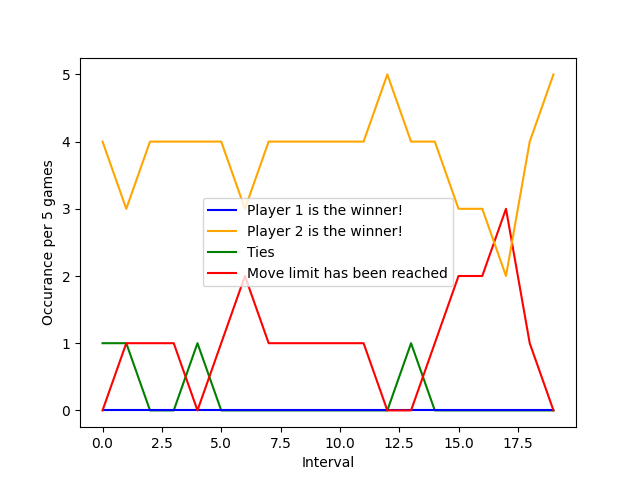 5
4
3
2
1
0
Occurance per 5 games
Player 1 is the winner!
Player 2 is the winner!
Ties
Move limit has been reached
0.0 2.5 5.0 7.5 10.0 12.5 15.0 17.5
Interval